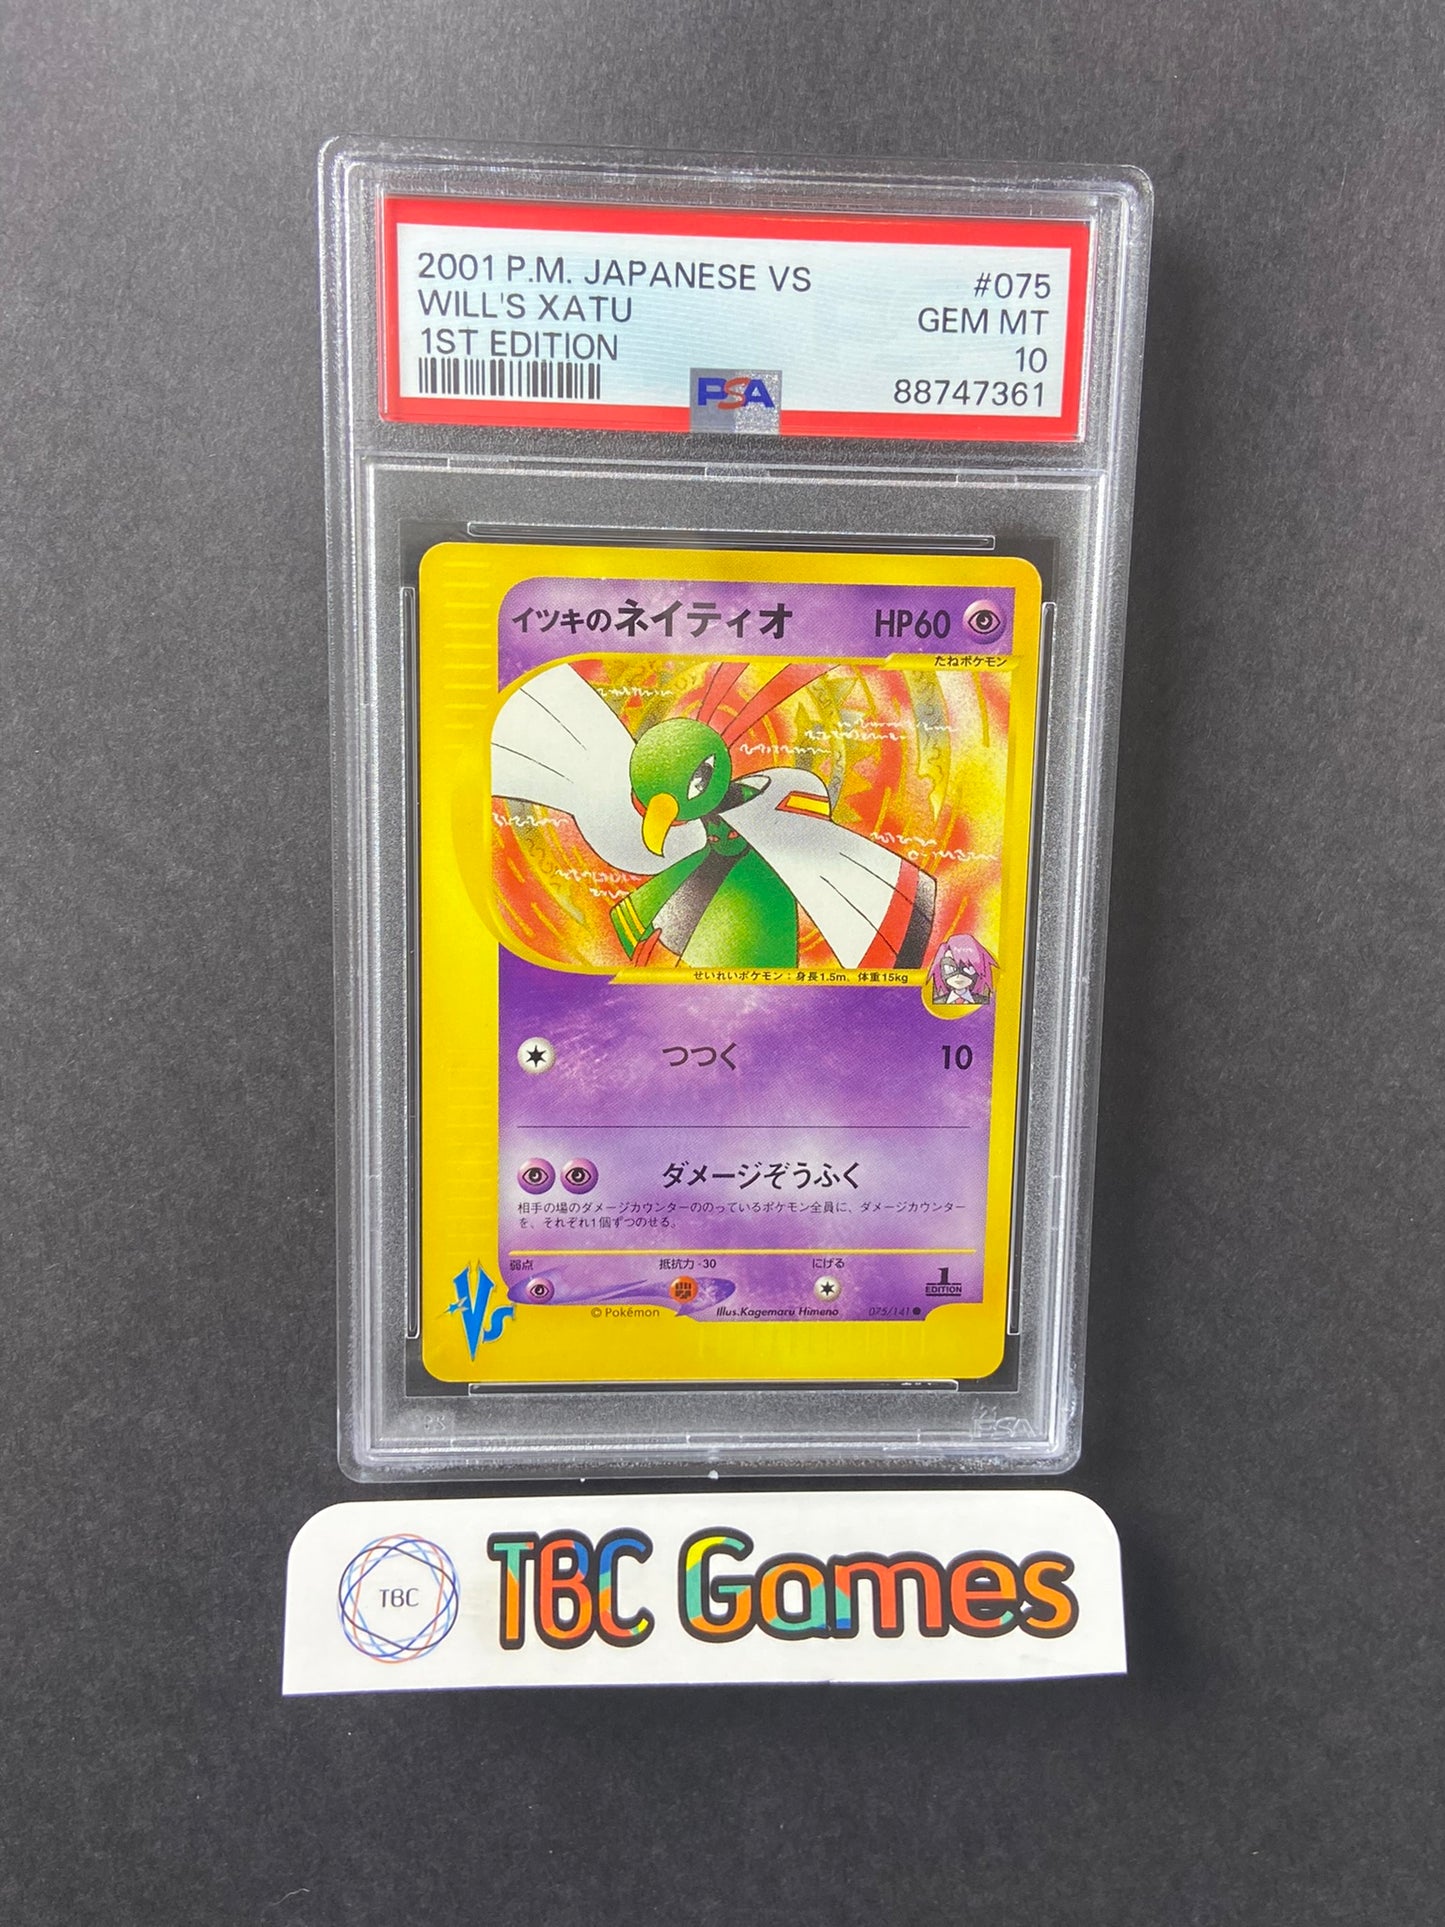 2001 P.M. JAPANESE VS #075
WILL'S XATU GEM MT
1ST EDITION 10
PSA 88747361
イツキのネイティオ HP60
たねポケモン
せいれいポケモン:身長1.5m、体重15kg
つつく 10
ダメージぞうふく
相手の場のダメージカウンターののっているポケモン全員に、ダメージカウンター
を、それぞれ1個ずつのせる。
弱点 抵抗力-30 にげる
1
EDITION
©Pokémon Illus.Kagemaru Himeno 075/141
VS
PSA
TBC TBC Games